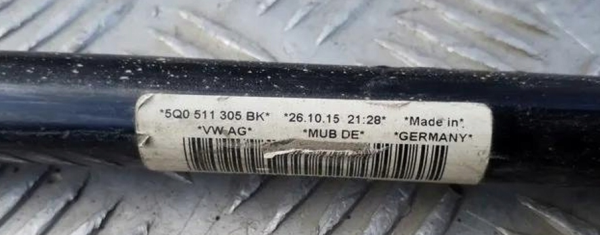 *5Q0 511 305 BK* *26.10.15 21:28* *Made in*
*VW AG* *MUB DE* *GERMANY*